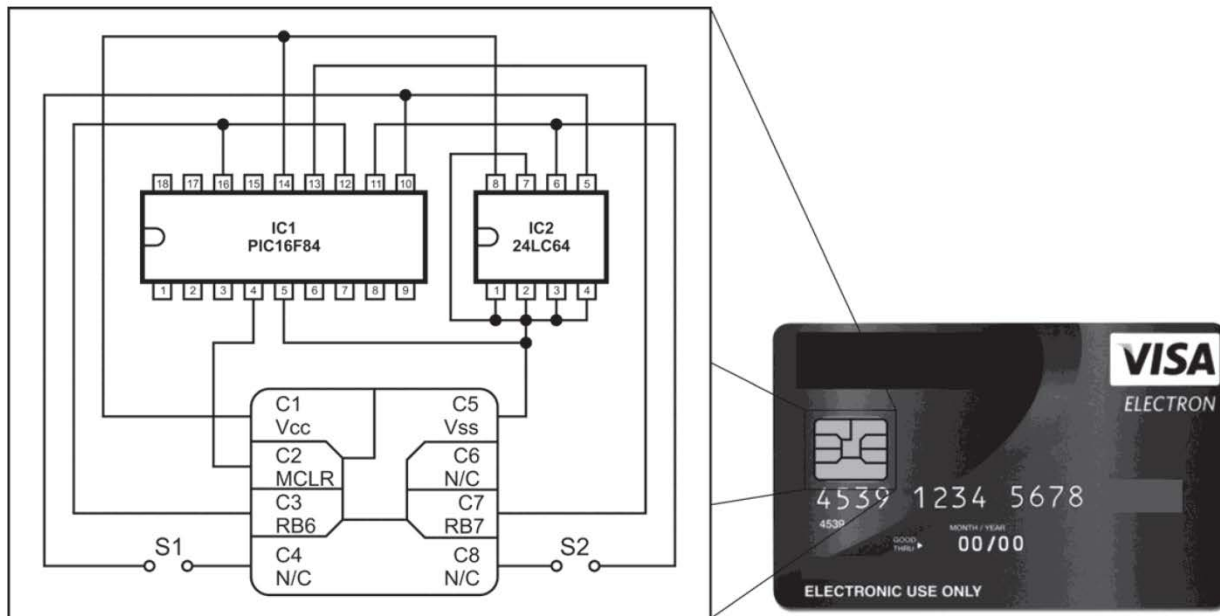 18 17 16 15 14 13 12 11 10
8 7 6 5
IC1
PIC16F84
IC2
24LC64
1 2 3 4 5 6 7 8 9
1 2 3 4
C1
Vcc
C5
Vss
C2
MCLR
C6
N/C
C3
RB6
C7
RB7
C4
N/C
C8
N/C
S1
S2
VISA
ELECTRON
4539 1234 5678
4539
MONTH / YEAR
GOOD
THRU
00/00
ELECTRONIC USE ONLY